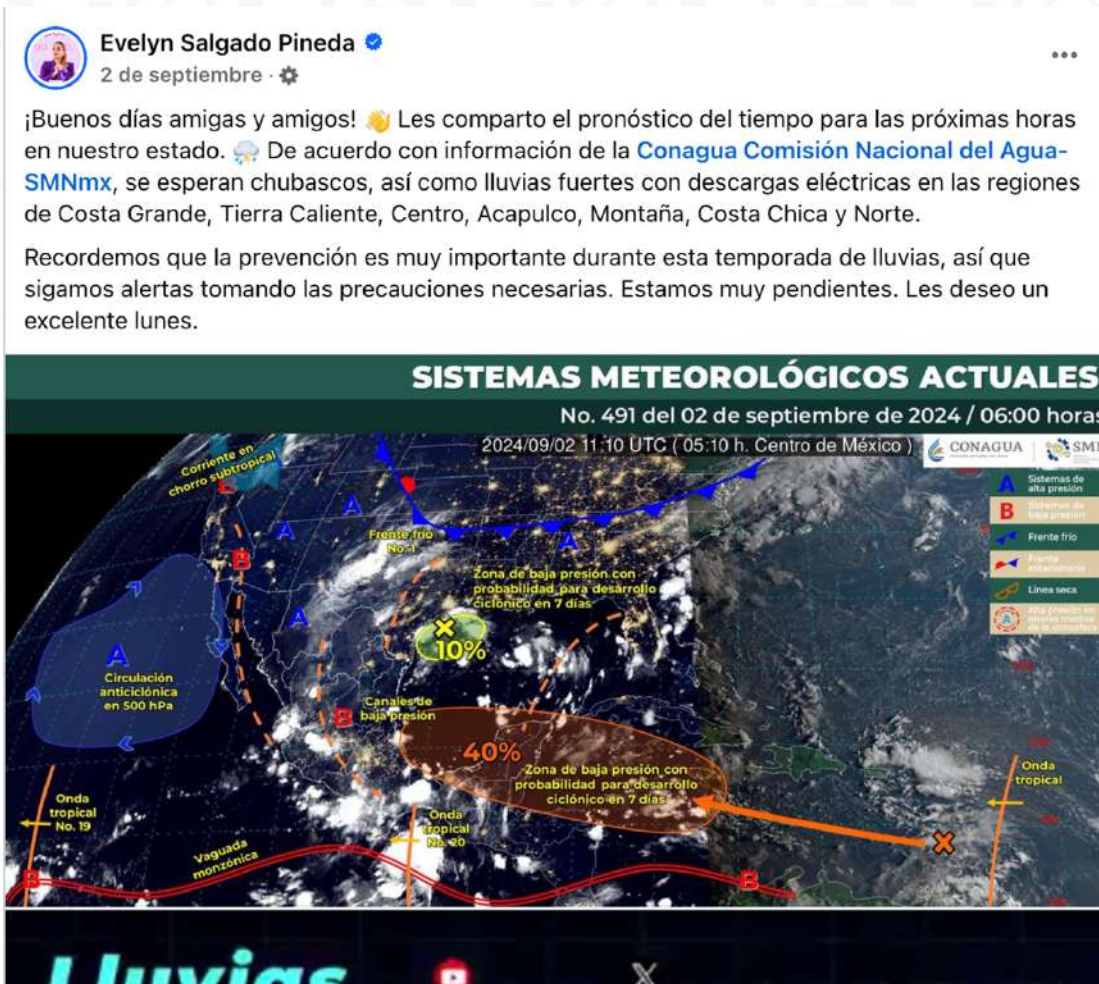 Evelyn Salgado Pineda
2 de septiembre ·
¡Buenos días amigas y amigos! 👋 Les comparto el pronóstico del tiempo para las próximas horas
en nuestro estado. ⛈️ De acuerdo con información de la Conagua Comisión Nacional del Agua-
SMNmx, se esperan chubascos, así como lluvias fuertes con descargas eléctricas en las regiones
de Costa Grande, Tierra Caliente, Centro, Acapulco, Montaña, Costa Chica y Norte.
Recordemos que la prevención es muy importante durante esta temporada de lluvias, así que
sigamos alertas tomando las precauciones necesarias. Estamos muy pendientes. Les deseo un
excelente lunes.
SISTEMAS METEOROLÓGICOS ACTUALES
No. 491 del 02 de septiembre de 2024 / 06:00 horas
2024/09/02 11:10 UTC ( 05:10 h. Centro de México )
CONAGUA
SMN
Corriente en
chorro subtropical
A
Sistemas de
alta presión
B
Sistemas de
baja presión
Frente frío
Frente
estacionario
Línea seca
A
Alta presión en
niveles medios
de la atmósfera
B
A
A
Frente frío
No. 1
A
B
Zona de baja presión con
probabilidad para desarrollo
ciclónico en 7 días
10%
A
A
Circulación
anticiclónica
en 500 hPa
Canales de
baja presión
B
40%
Zona de baja presión con
probabilidad para desarrollo
ciclónico en 7 días
Onda
tropical
Onda
tropical
No. 19
Onda
tropical
No. 20
Vaguada
monzónica
B
B
Lluvias